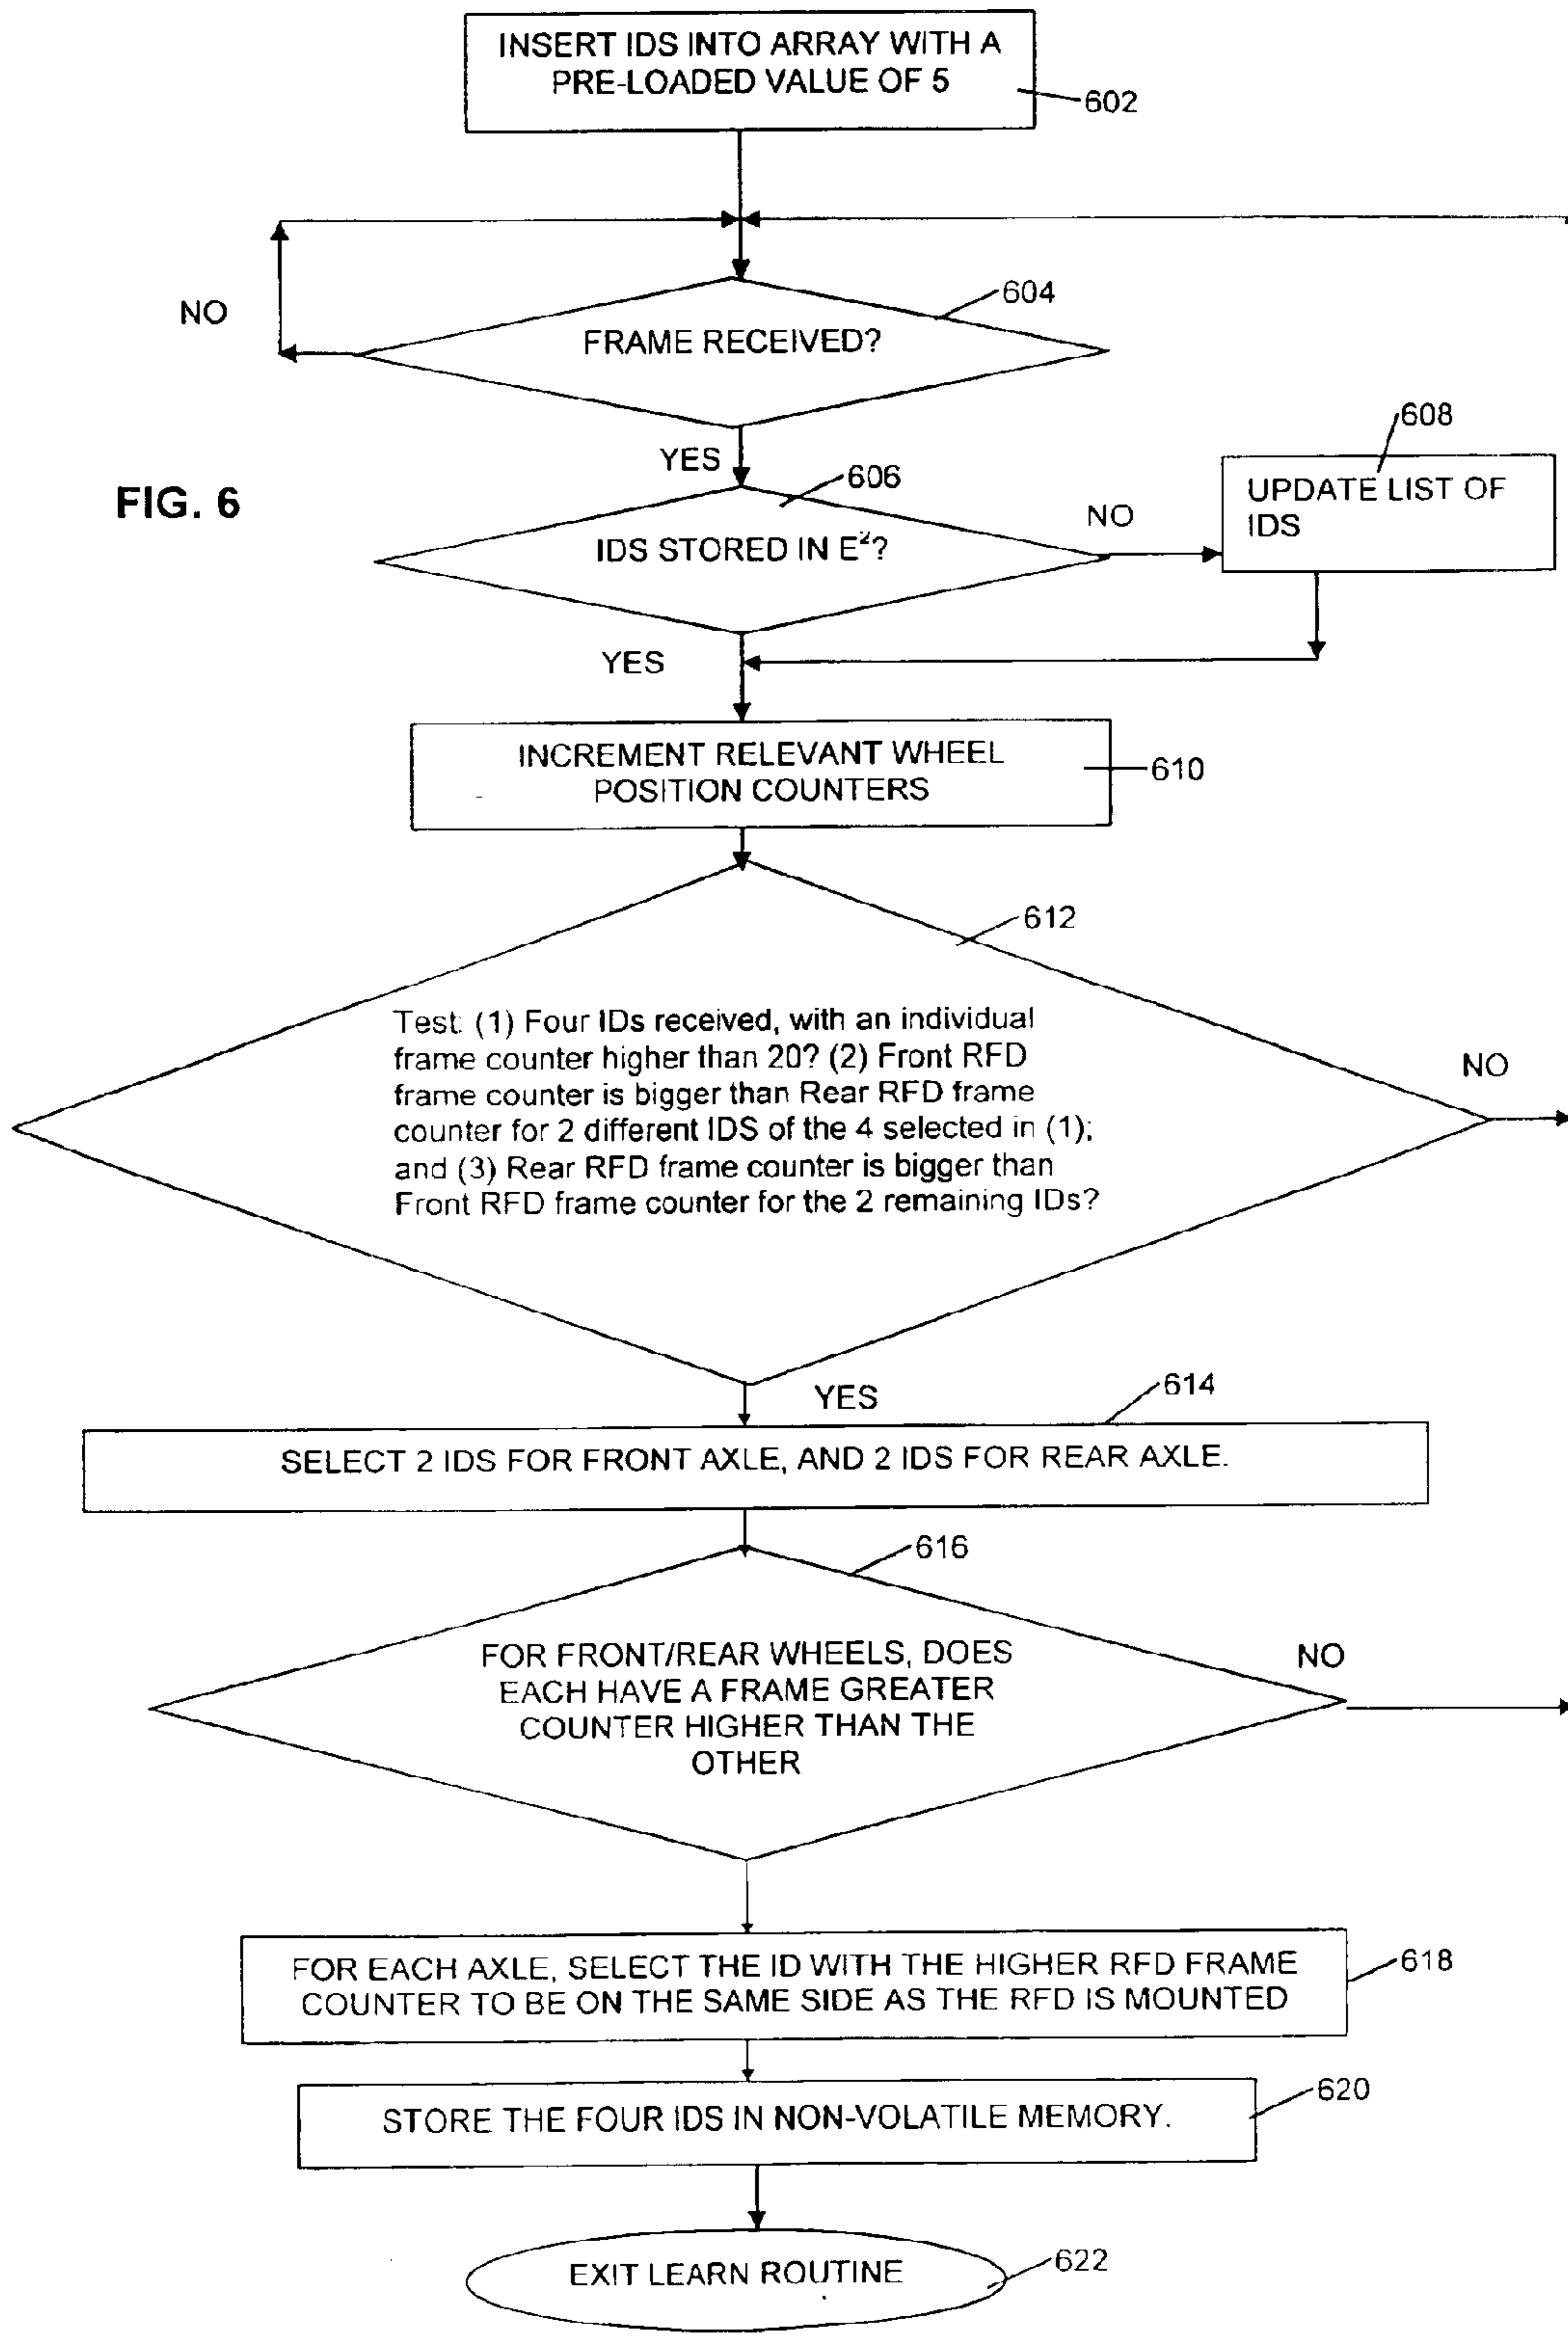 INSERT IDS INTO ARRAY WITH A
PRE-LOADED VALUE OF 5
602
604
NO
FRAME RECEIVED?
608
YES
606
FIG. 6
UPDATE LIST OF
IDS
NO
IDS STORED IN E²?
YES
INCREMENT RELEVANT WHEEL
POSITION COUNTERS
610
612
Test: (1) Four IDs received, with an individual
frame counter higher than 20? (2) Front RFD
frame counter is bigger than Rear RFD frame
counter for 2 different IDS of the 4 selected in (1);
and (3) Rear RFD frame counter is bigger than
Front RFD frame counter for the 2 remaining IDs?
NO
YES
614
SELECT 2 IDS FOR FRONT AXLE, AND 2 IDS FOR REAR AXLE.
616
FOR FRONT/REAR WHEELS, DOES
EACH HAVE A FRAME GREATER
COUNTER HIGHER THAN THE
OTHER
NO
FOR EACH AXLE, SELECT THE ID WITH THE HIGHER RFD FRAME
COUNTER TO BE ON THE SAME SIDE AS THE RFD IS MOUNTED
618
620
STORE THE FOUR IDS IN NON-VOLATILE MEMORY.
EXIT LEARN ROUTINE
622